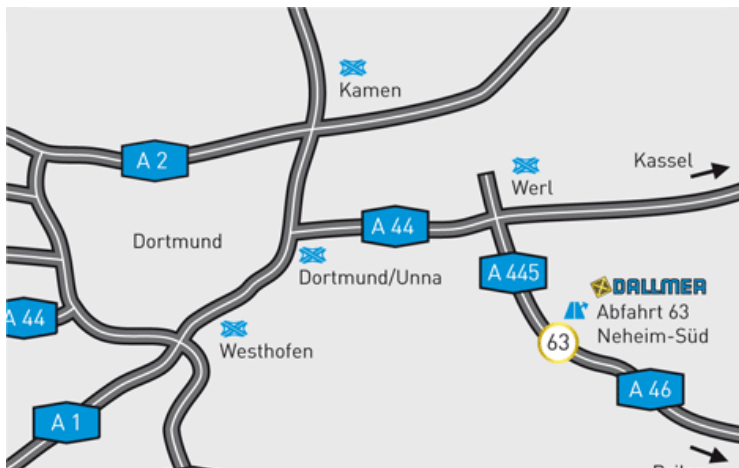 Kamen
A 2
Kassel
Werl
A 44
Dortmund
Dortmund/Unna
A 445
DALLMER
Abfahrt 63
Neheim-Süd
A 44
63
Westhofen
A 46
A 1